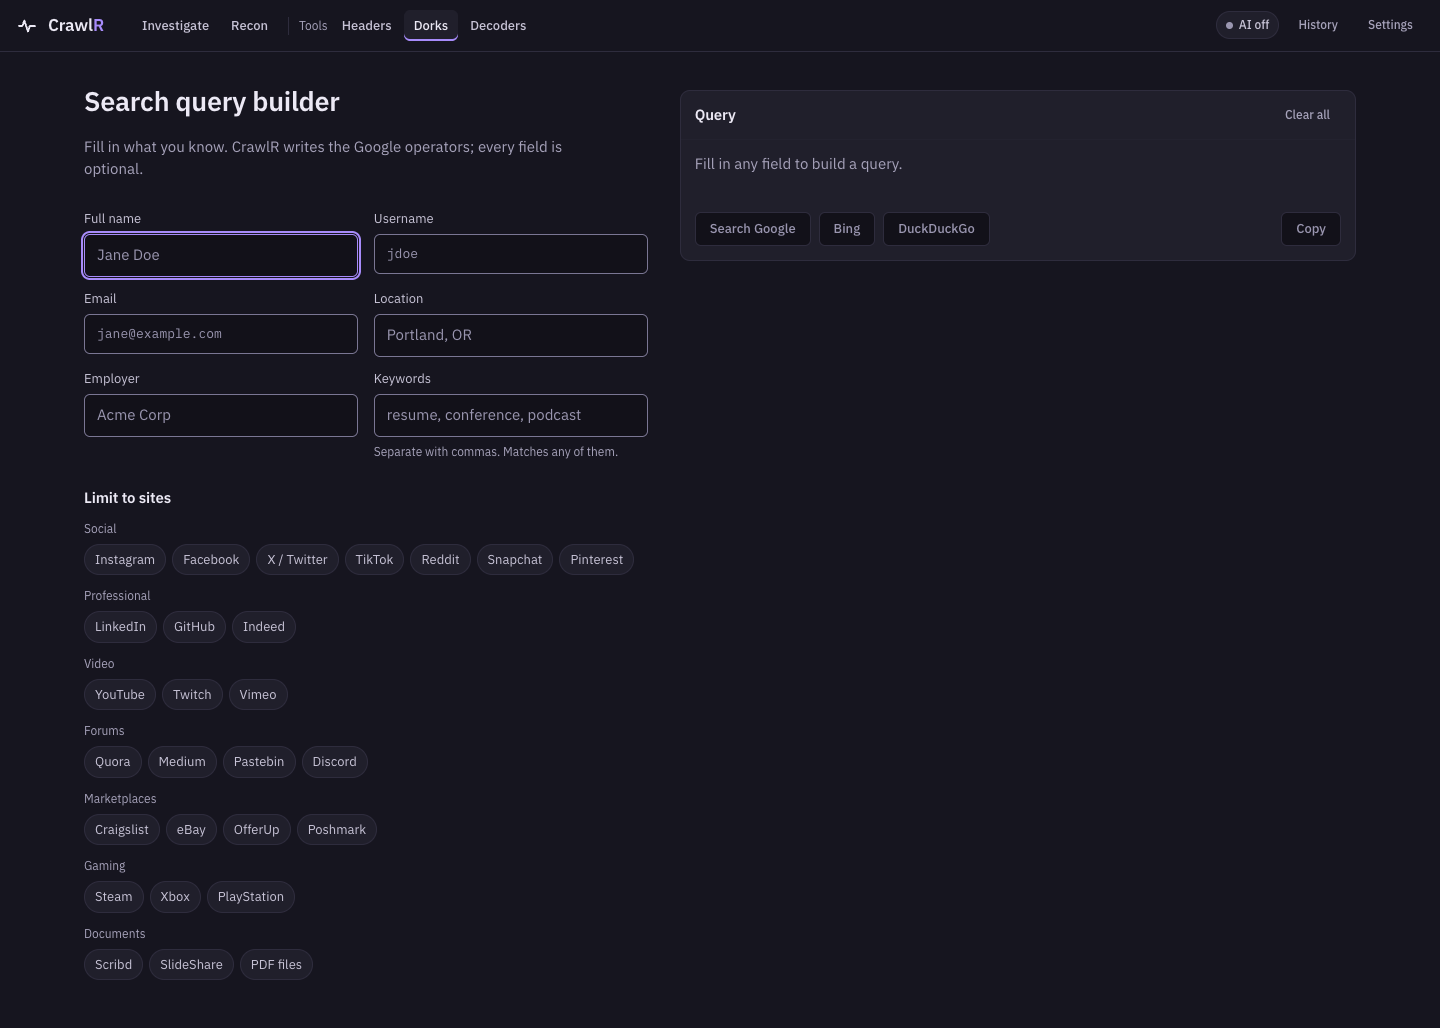 CrawlR
Investigate
Recon
Tools
Headers
Dorks
Decoders
AI off
History
Settings
Search query builder
Fill in what you know. CrawlR writes the Google operators; every field is
optional.
Full name
Username
Jane Doe
jdoe
Email
Location
jane@example.com
Portland, OR
Employer
Keywords
Acme Corp
resume, conference, podcast
Separate with commas. Matches any of them.
Limit to sites
Social
Instagram
Facebook
X / Twitter
TikTok
Reddit
Snapchat
Pinterest
Professional
LinkedIn
GitHub
Indeed
Video
YouTube
Twitch
Vimeo
Forums
Quora
Medium
Pastebin
Discord
Marketplaces
Craigslist
eBay
OfferUp
Poshmark
Gaming
Steam
Xbox
PlayStation
Documents
Scribd
SlideShare
PDF files
Query
Clear all
Fill in any field to build a query.
Search Google
Bing
DuckDuckGo
Copy